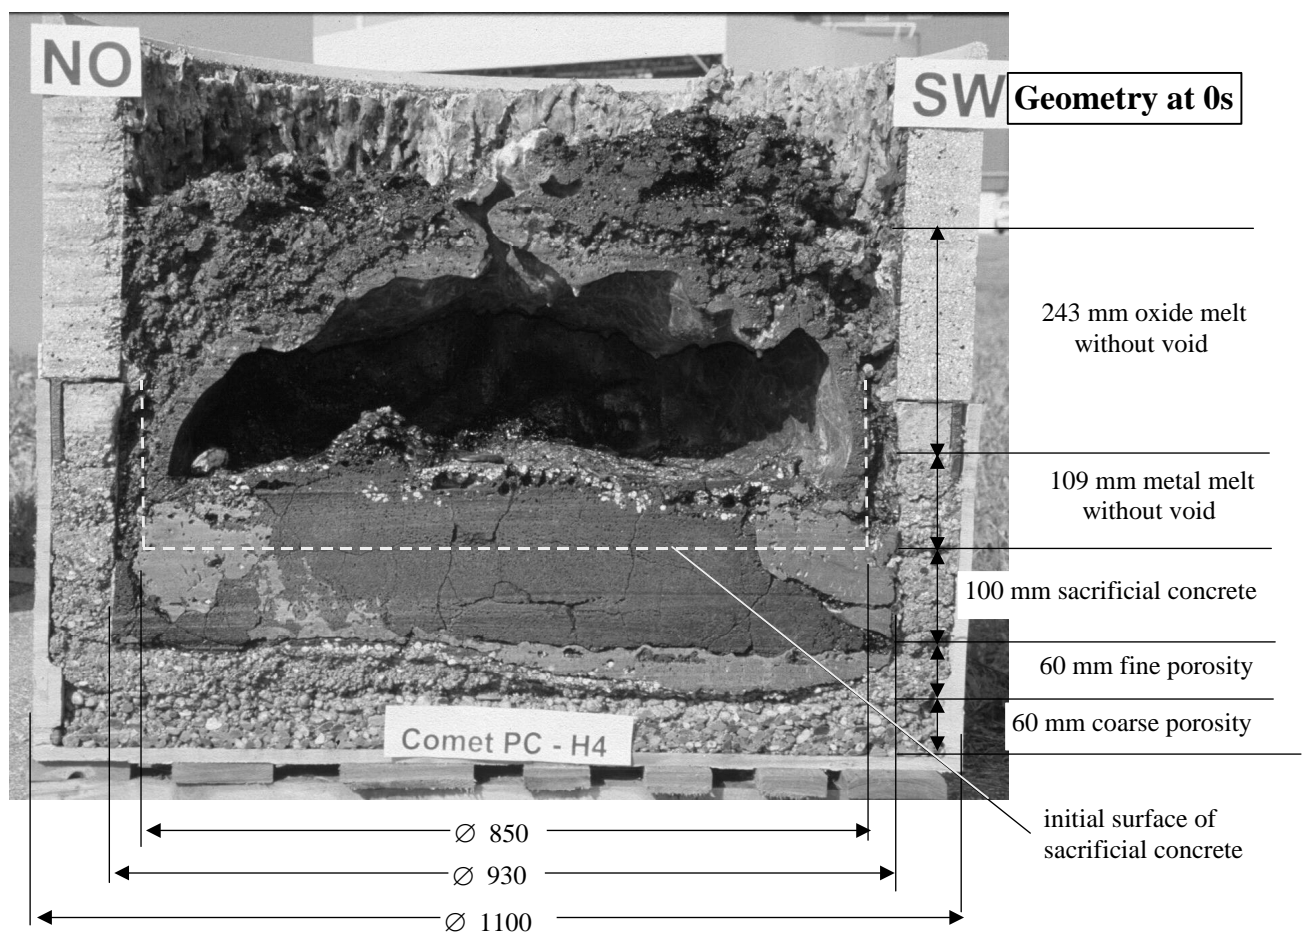 NO
SW
Geometry at 0s
243 mm oxide melt
without void
109 mm metal melt
without void
100 mm sacrificial concrete
60 mm fine porosity
60 mm coarse porosity
Comet PC - H4
initial surface of
sacrificial concrete
∅ 850
∅ 930
∅ 1100